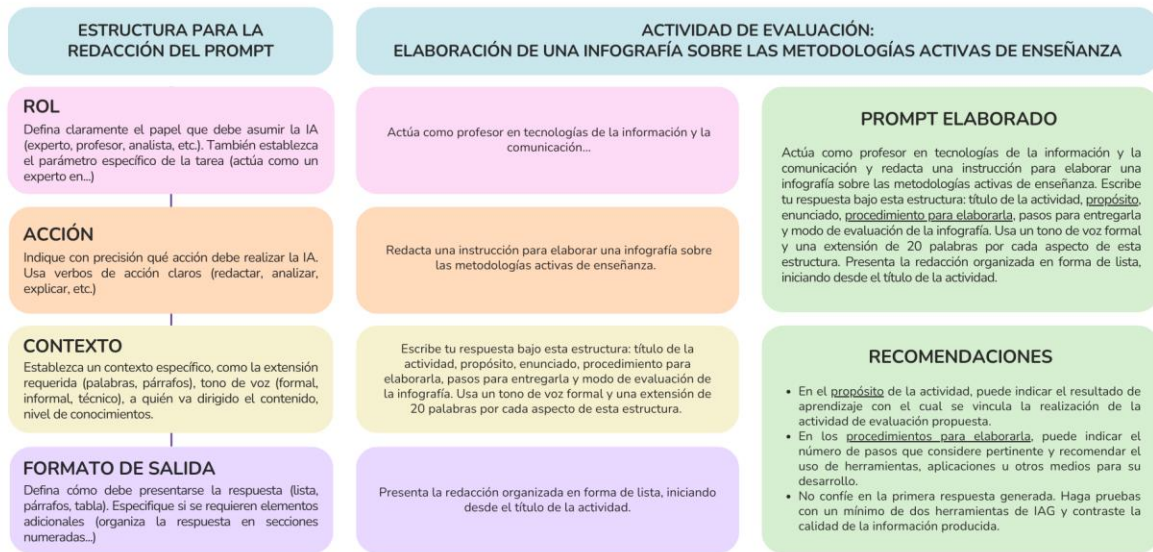 ESTRUCTURA PARA LA
REDACCIÓN DEL PROMPT
ACTIVIDAD DE EVALUACIÓN:
ELABORACIÓN DE UNA INFOGRAFÍA SOBRE LAS METODOLOGÍAS ACTIVAS DE ENSEÑANZA
ROL
Defina claramente el papel que debe asumir la IA
(experto, profesor, analista, etc.). También establezca
el parámetro específico de la tarea (actúa como un
experto en...)
Actúa como profesor en tecnologías de la información y la
comunicación...
ACCIÓN
Indique con precisión qué acción debe realizar la IA.
Usa verbos de acción claros (redactar, analizar,
explicar, etc.)
Redacta una instrucción para elaborar una infografía sobre
las metodologías activas de enseñanza.
PROMPT ELABORADO
Actúa como profesor en tecnologías de la información y la
comunicación y redacta una instrucción para elaborar una
infografía sobre las metodologías activas de enseñanza. Escribe
tu respuesta bajo esta estructura: título de la actividad, propósito,
enunciado, procedimiento para elaborarla, pasos para entregarla
y modo de evaluación de la infografía. Usa un tono de voz formal
y una extensión de 20 palabras por cada aspecto de esta
estructura. Presenta la redacción organizada en forma de lista,
iniciando desde el título de la actividad.
CONTEXTO
Establezca un contexto específico, como la extensión
requerida (palabras, párrafos), tono de voz (formal,
informal, técnico), a quién va dirigido el contenido,
nivel de conocimientos.
Escribe tu respuesta bajo esta estructura: título de la
actividad, propósito, enunciado, procedimiento para
elaborarla, pasos para entregarla y modo de evaluación de
la infografía. Usa un tono de voz formal y una extensión de
20 palabras por cada aspecto de esta estructura.
FORMATO DE SALIDA
Defina cómo debe presentarse la respuesta (lista,
párrafos, tabla). Especifique si se requieren elementos
adicionales (organiza la respuesta en secciones
numeradas...)
Presenta la redacción organizada en forma de lista, iniciando
desde el título de la actividad.
RECOMENDACIONES
• En el propósito de la actividad, puede indicar el resultado de
aprendizaje con el cual se vincula la realización de la
actividad de evaluación propuesta.
• En los procedimientos para elaborarla, puede indicar el
número de pasos que considere pertinente y recomendar el
uso de herramientas, aplicaciones u otros medios para su
desarrollo.
• No confíe en la primera respuesta generada. Haga pruebas
con un mínimo de dos herramientas de IAG y contraste la
calidad de la información producida.